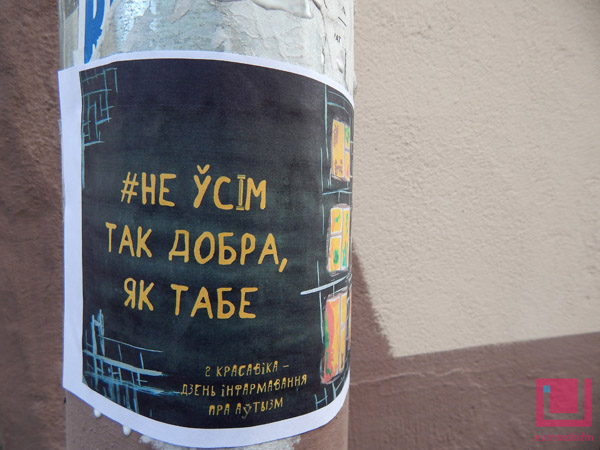 #НЕ ЎСІМ
ТАК ДОБРА,
ЯК ТАБЕ
2 КРАСАВІКА –
ДЗЕНЬ ІНФАРМАВАННЯ
ПРА АЎТЫЗМ